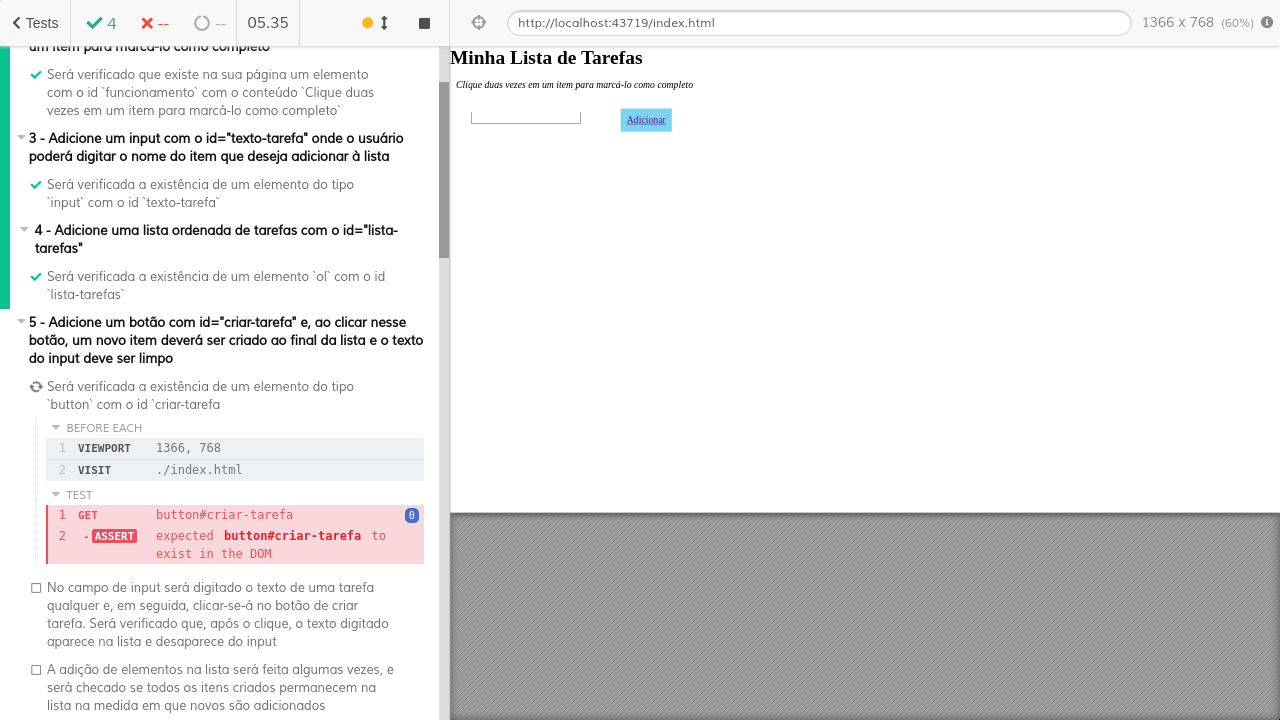 Tests
4
--
--
05.35
http://localhost:43719/index.html
1366 x 768 (60%)
um item para marcá-lo como completo
Será verificado que existe na sua página um elemento
com o id `funcionamento` com o conteúdo `Clique duas
vezes em um item para marcá-lo como completo`
3 - Adicione um input com o id="texto-tarefa" onde o usuário
poderá digitar o nome do item que deseja adicionar à lista
Será verificada a existência de um elemento do tipo
`input` com o id `texto-tarefa`
4 - Adicione uma lista ordenada de tarefas com o id="lista-
tarefas"
Será verificada a existência de um elemento `ol` com o id
`lista-tarefas`
5 - Adicione um botão com id="criar-tarefa" e, ao clicar nesse
botão, um novo item deverá ser criado ao final da lista e o texto
do input deve ser limpo
Será verificada a existência de um elemento do tipo
`button` com o id `criar-tarefa
BEFORE EACH
1 VIEWPORT 1366, 768
2 VISIT ./index.html
TEST
1 GET button#criar-tarefa 0
2 -ASSERT expected button#criar-tarefa to
exist in the DOM
No campo de input será digitado o texto de uma tarefa
qualquer e, em seguida, clicar-se-á no botão de criar
tarefa. Será verificado que, após o clique, o texto digitado
aparece na lista e desaparece do input
A adição de elementos na lista será feita algumas vezes, e
será checado se todos os itens criados permanecem na
lista na medida em que novos são adicionados
Minha Lista de Tarefas
Clique duas vezes em um item para marcá-lo como completo
Adicionar